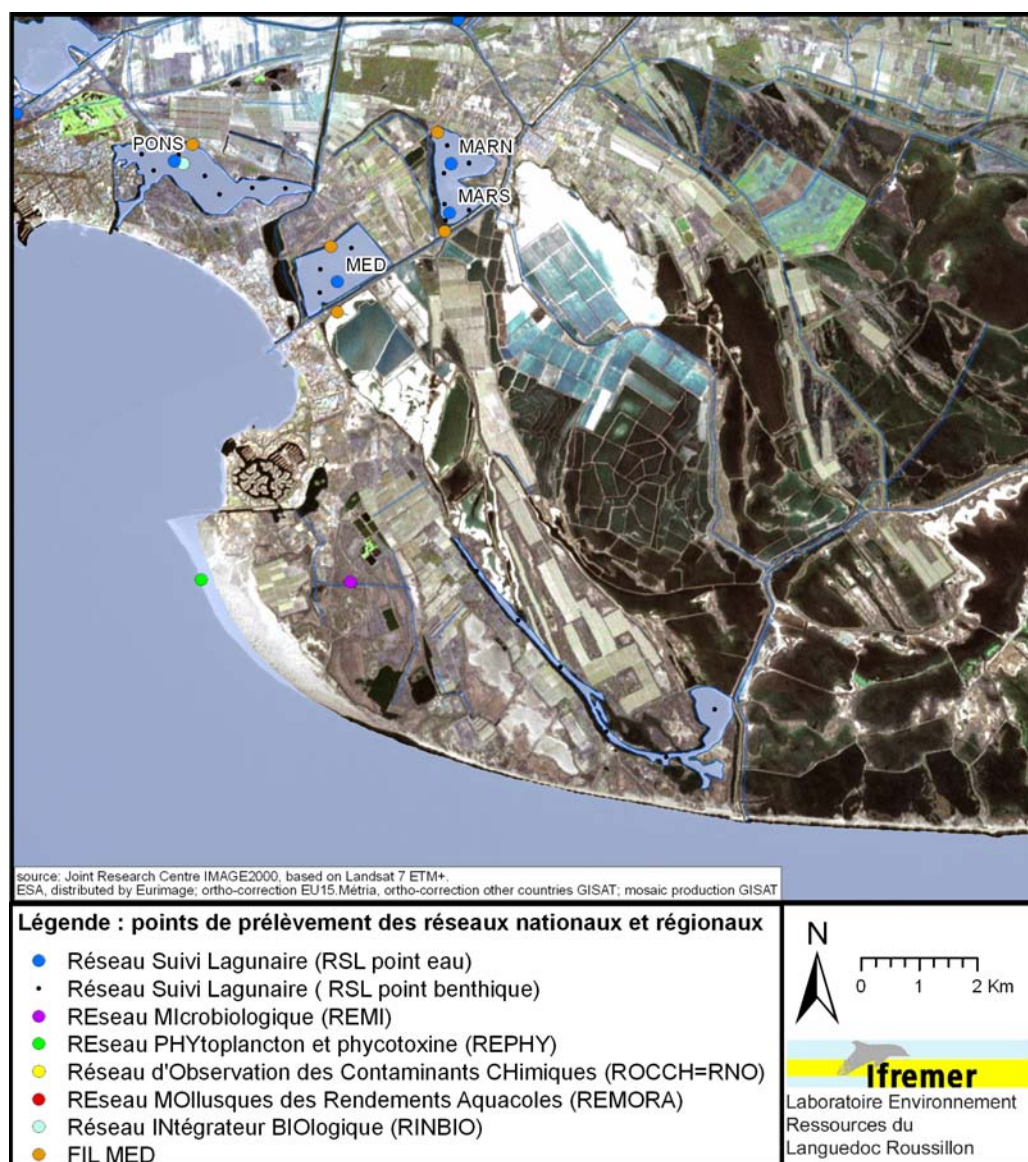 PONS
MARN
MARS
MED
source: Joint Research Centre IMAGE2000, based on Landsat 7 ETM+.
ESA, distributed by Eurimage; ortho-correction EU15.Métria, ortho-correction other countries GISAT; mosaic production GISAT
Légende : points de prélèvement des réseaux nationaux et régionaux
Réseau Suivi Lagunaire (RSL point eau)
Réseau Suivi Lagunaire ( RSL point benthique)
REseau MIcrobiologique (REMI)
REseau PHYtoplancton et phycotoxine (REPHY)
Réseau d'Observation des Contaminants CHimiques (ROCCH=RNO)
REseau MOllusques des Rendements Aquacoles (REMORA)
Réseau INtégrateur BIOlogique (RINBIO)
FIL MED
N
0 1 2 Km
Ifremer
Laboratoire Environnement
Ressources du
Languedoc Roussillon